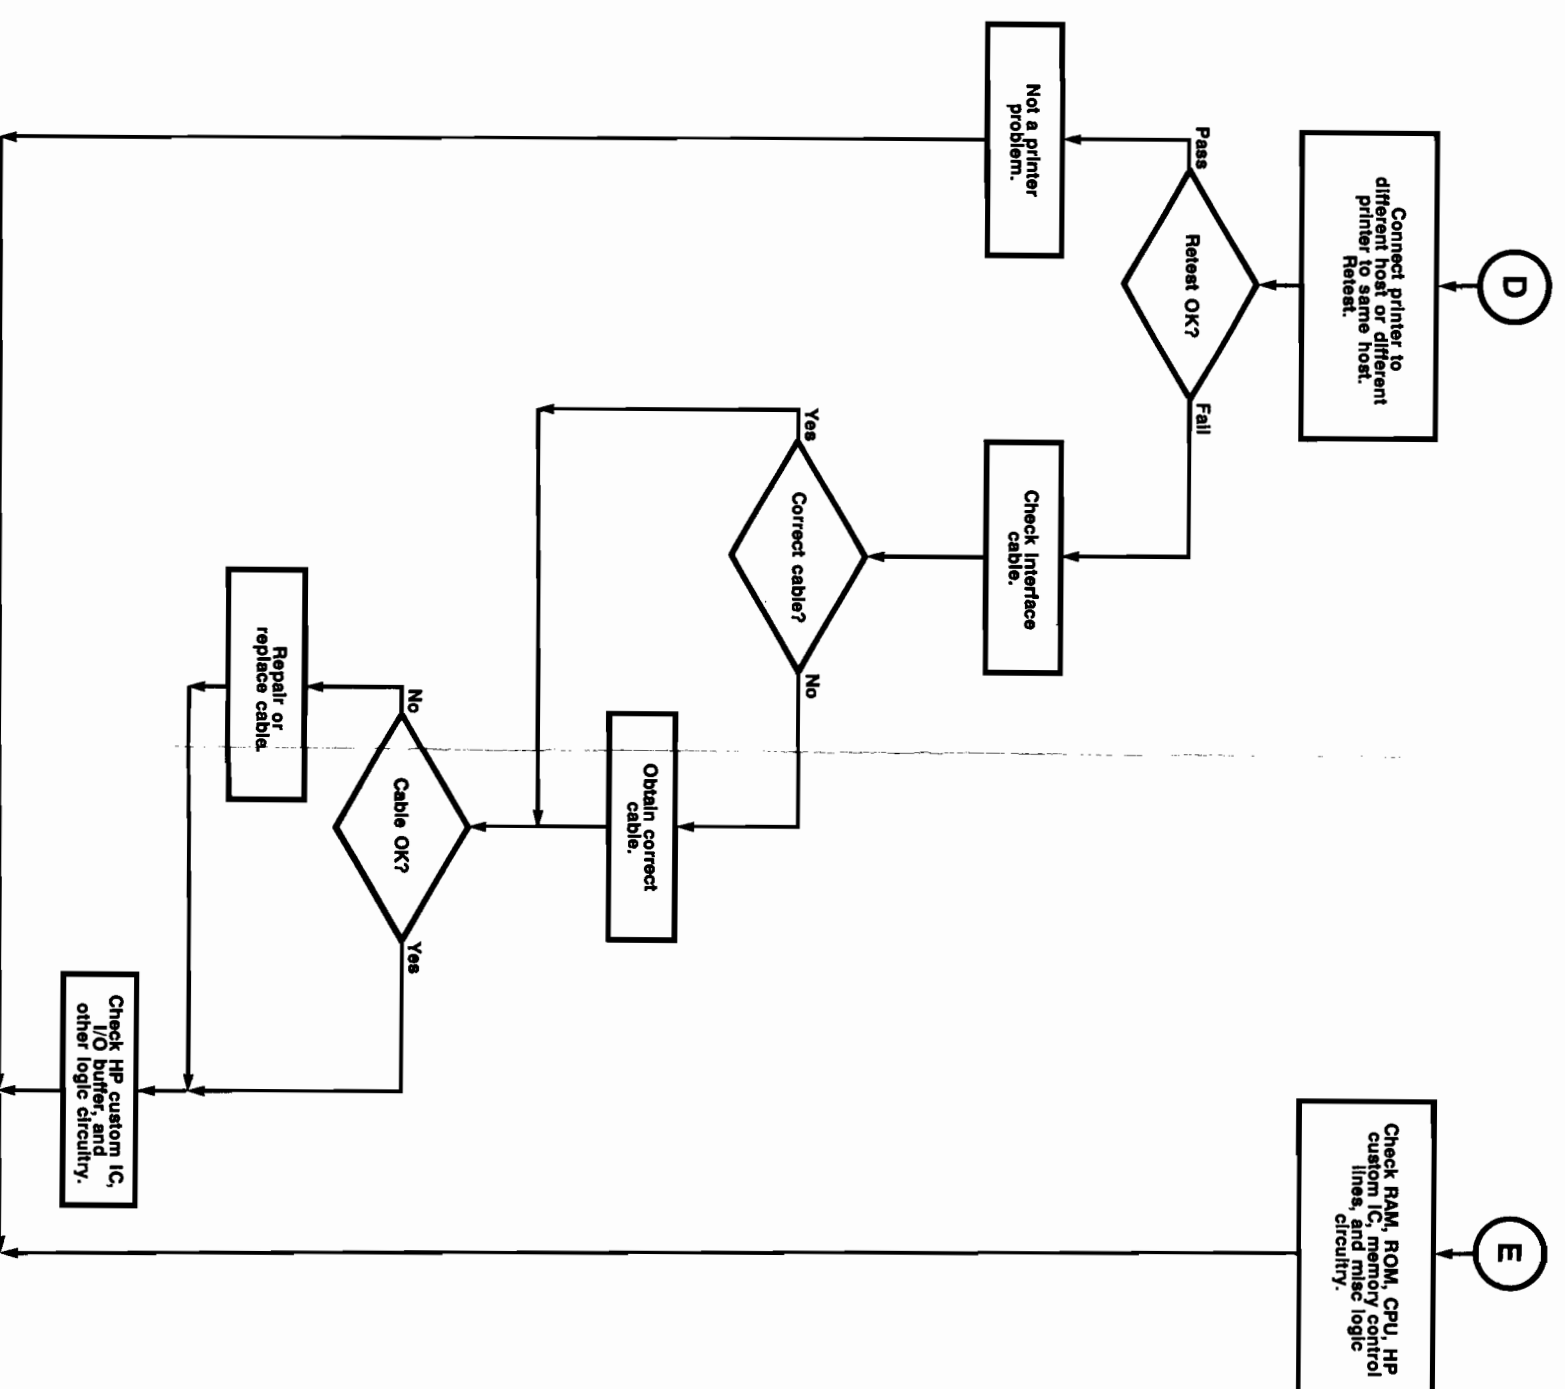 D
Connect printer to
different host or different
printer to same host.
Retest.
Retest OK?
Pass
Fail
Not a printer
problem.
Check Interface
cable.
Correct cable?
Yes
No
Obtain correct
cable.
Cable OK?
No
Yes
Repair or
replace cable.
Check HP custom IC,
I/O buffer, and
other logic circuitry.
E
Check RAM, ROM, CPU, HP
custom IC, memory control
lines, and misc logic
circuitry.